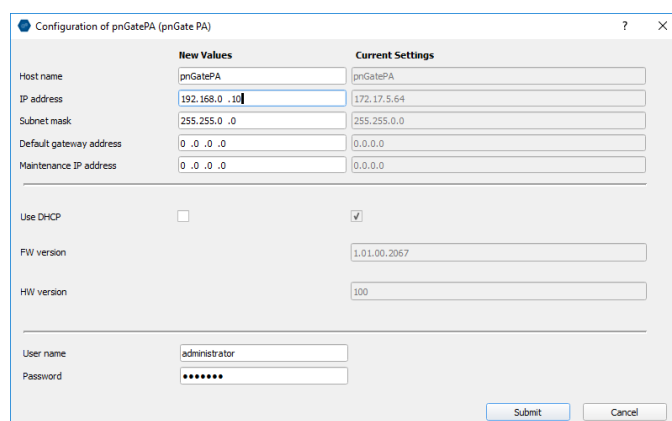 Configuration of pnGatePA (pnGate PA) ? X
New Values Current Settings
Host name pnGatePA pnGatePA
IP address 192.168.0 .10 172.17.5.64
Subnet mask 255.255.0 .0 255.255.0.0
Default gateway address 0 .0 .0 .0 0.0.0.0
Maintenance IP address 0 .0 .0 .0 0.0.0.0
Use DHCP
FW version 1.01.00.2067
HW version 100
User name administrator
Password •••••••
Submit Cancel